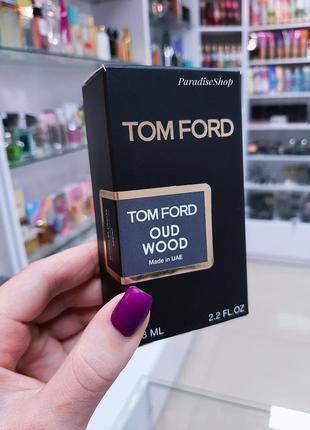 ParadiseShop
TOM FORD
TOM FORD
OUD
WOOD
Made in UAE
ML
2.2 FL.OZ